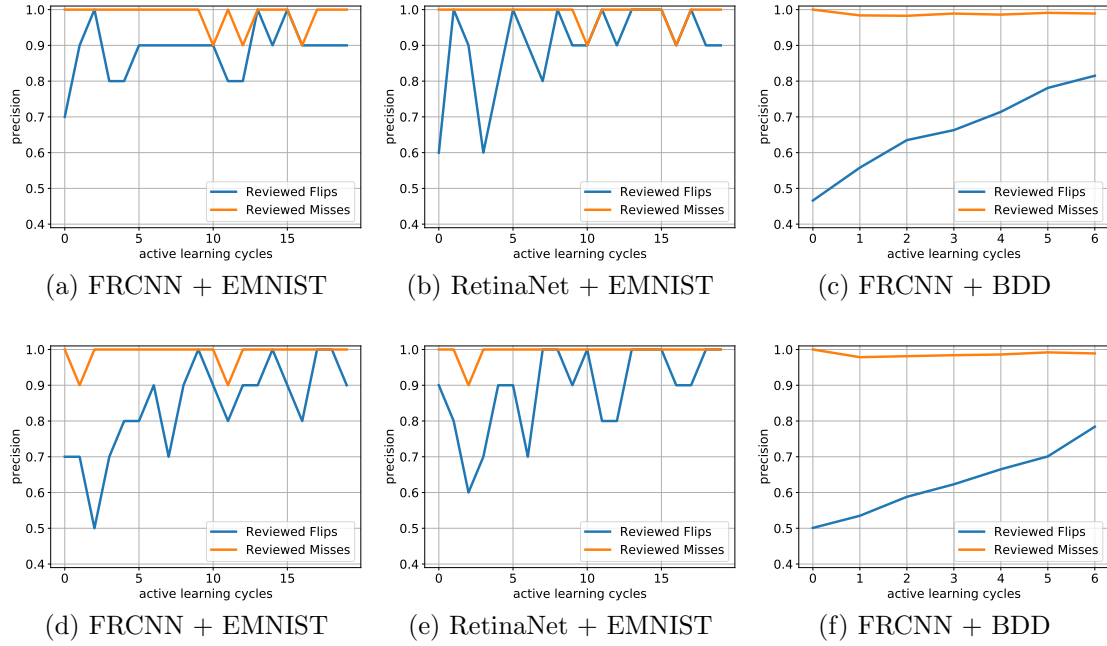 1.0
0.9
0.8
0.7
0.6
0.5
0.4
precision
0 5 10 15
active learning cycles
Reviewed Flips
Reviewed Misses
(a) FRCNN + EMNIST
1.0
0.9
0.8
0.7
0.6
0.5
0.4
precision
0 5 10 15
active learning cycles
Reviewed Flips
Reviewed Misses
(b) RetinaNet + EMNIST
1.0
0.9
0.8
0.7
0.6
0.5
0.4
precision
0 1 2 3 4 5 6
active learning cycles
Reviewed Flips
Reviewed Misses
(c) FRCNN + BDD
1.0
0.9
0.8
0.7
0.6
0.5
0.4
precision
0 5 10 15
active learning cycles
Reviewed Flips
Reviewed Misses
(d) FRCNN + EMNIST
1.0
0.9
0.8
0.7
0.6
0.5
0.4
precision
0 5 10 15
active learning cycles
Reviewed Flips
Reviewed Misses
(e) RetinaNet + EMNIST
1.0
0.9
0.8
0.7
0.6
0.5
0.4
precision
0 1 2 3 4 5 6
active learning cycles
Reviewed Flips
Reviewed Misses
(f) FRCNN + BDD